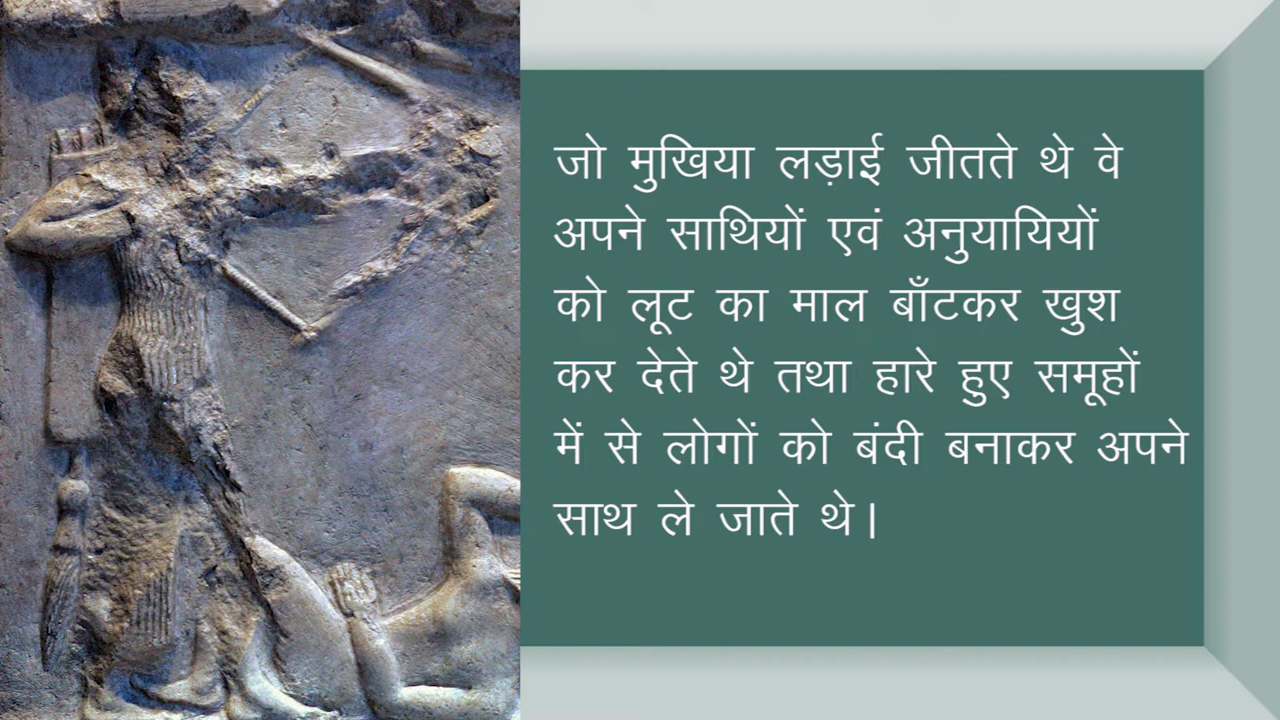 जो मुखिया लड़ाई जीतते थे वे
अपने साथियों एवं अनुयायियों
को लूट का माल बाँटकर खुश
कर देते थे तथा हारे हुए समूहों
में से लोगों को बंदी बनाकर अपने
साथ ले जाते थे।